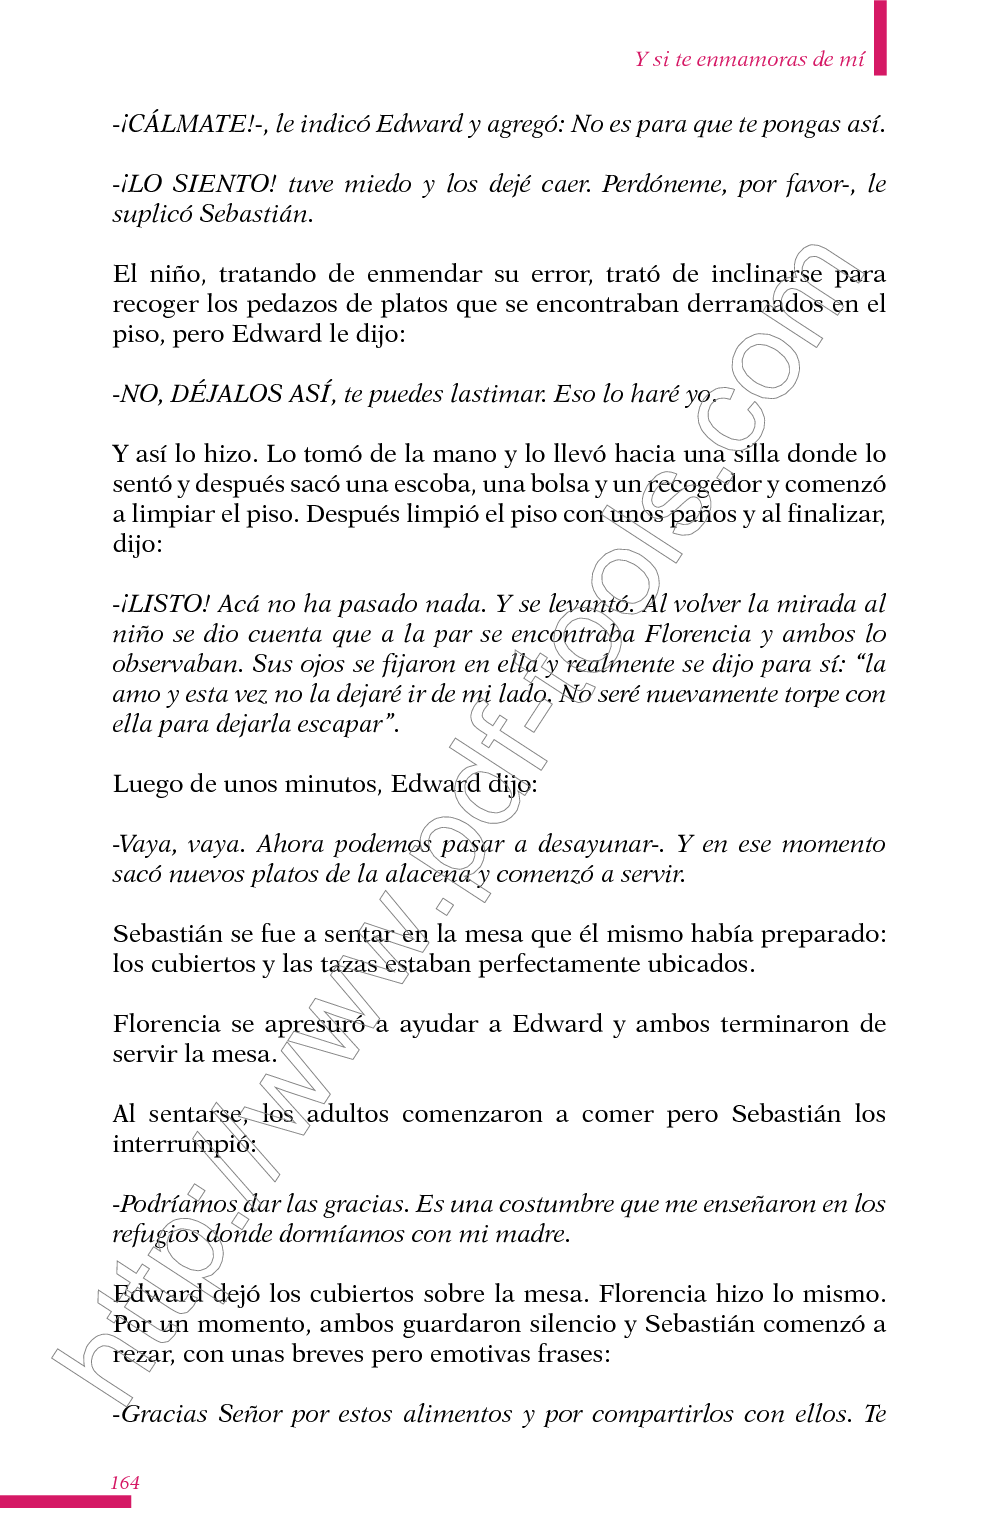 Y si te enmamoras de mí
-¡CÁLMATE!-, le indicó Edward y agregó: No es para que te pongas así.
-¡LO SIENTO! tuve miedo y los dejé caer. Perdóneme, por favor-, le
suplicó Sebastián.
El niño, tratando de enmendar su error, trató de inclinarse para
recoger los pedazos de platos que se encontraban derramados en el
piso, pero Edward le dijo:
-NO, DÉJALOS ASÍ, te puedes lastimar. Eso lo haré yo.
Y así lo hizo. Lo tomó de la mano y lo llevó hacia una silla donde lo
sentó y después sacó una escoba, una bolsa y un recogedor y comenzó
a limpiar el piso. Después limpió el piso con unos paños y al finalizar,
dijo:
-¡LISTO! Acá no ha pasado nada. Y se levantó. Al volver la mirada al
niño se dio cuenta que a la par se encontraba Florencia y ambos lo
observaban. Sus ojos se fijaron en ella y realmente se dijo para sí: “la
amo y esta vez no la dejaré ir de mi lado. No seré nuevamente torpe con
ella para dejarla escapar”.
Luego de unos minutos, Edward dijo:
-Vaya, vaya. Ahora podemos pasar a desayunar-. Y en ese momento
sacó nuevos platos de la alacena y comenzó a servir.
Sebastián se fue a sentar en la mesa que él mismo había preparado:
los cubiertos y las tazas estaban perfectamente ubicados.
Florencia se apresuró a ayudar a Edward y ambos terminaron de
servir la mesa.
Al sentarse, los adultos comenzaron a comer pero Sebastián los
interrumpió:
-Podríamos dar las gracias. Es una costumbre que me enseñaron en los
refugios donde dormíamos con mi madre.
Edward dejó los cubiertos sobre la mesa. Florencia hizo lo mismo.
Por un momento, ambos guardaron silencio y Sebastián comenzó a
rezar, con unas breves pero emotivas frases:
-Gracias Señor por estos alimentos y por compartirlos con ellos. Te
164
http://www.pdf-tools.com